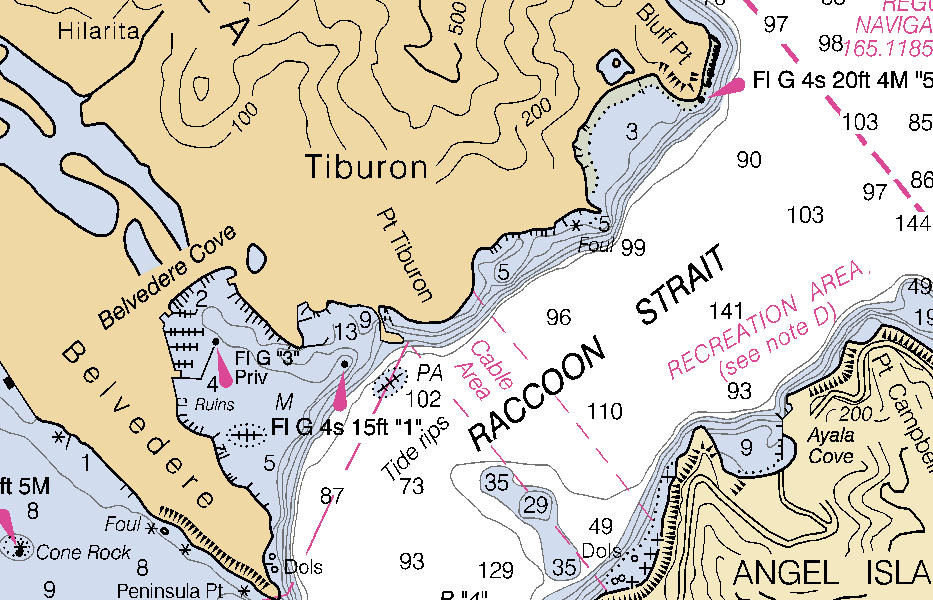 Hilarita
A
500
Bluff Pt
97
98
165.1185
NAVIGA
REGU
Fl G 4s 20ft 4M "5
100
200
3
103
85
Tiburon
90
97
86
103
144
Pt Tiburon
5
Foul
99
Belvedere Cove
5
RACCOON STRAIT
49
2
13
9
96
141
RECREATION AREA,
(see note D)
19
Fl G "3"
Priv
4
Ruins
M
Cable
Area
PA
102
93
Pt Campbel
Belvedere
Fl G 4s 15ft "1"
Tide rips
110
200
Ayala
Cove
9
1
5
ft 5M
8
87
73
35
29
49
Foul
Cone Rock
8
9
Peninsula Pt
Dols
93
129
35
Dols
ANGEL ISLA
R "4"